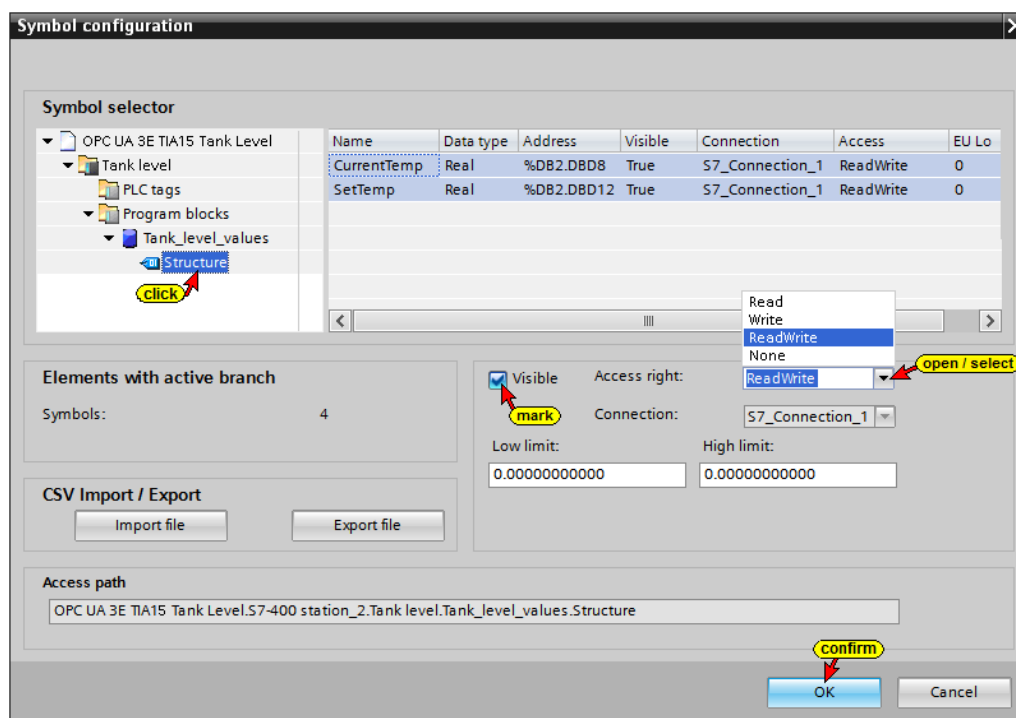 Symbol configuration
Symbol selector
OPC UA 3E TIA15 Tank Level
Tank level
PLC tags
Program blocks
Tank_level_values
Structure
click
Name Data type Address Visible Connection Access EU Lo
CurrentTemp Real %DB2.DBD8 True S7_Connection_1 ReadWrite 0
SetTemp Real %DB2.DBD12 True S7_Connection_1 ReadWrite 0
Read
Write
ReadWrite
None
Elements with active branch
Symbols: 4
Visible
mark
Access right: ReadWrite
open / select
Connection: S7_Connection_1
Low limit: High limit:
0.00000000000 0.00000000000
CSV Import / Export
Import file Export file
Access path
OPC UA 3E TIA15 Tank Level.S7-400 station_2.Tank level.Tank_level_values.Structure
confirm
OK Cancel